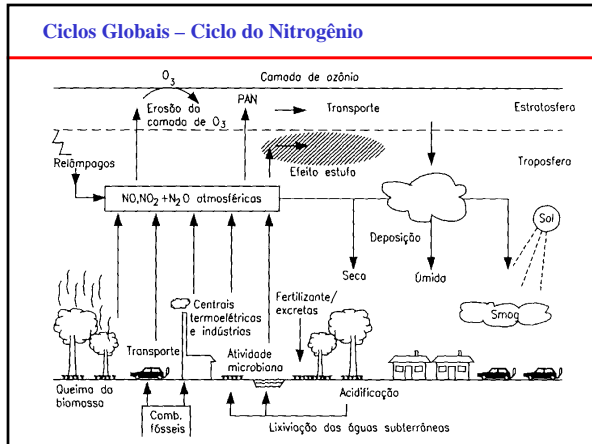 Ciclos Globais – Ciclo do Nitrogênio
O3
Camada de ozônio
Erosão da
camada de O3
PAN
Transporte
Estratosfera
Relâmpagos
Efeito estufa
Troposfera
NO,NO2 +N2O atmosféricas
Sol
Deposição
Seca
Úmida
Centrais
termoelétricas
e indústrias
Fertilizante/
excretas
Smog
Transporte
Atividade
microbiana
Queima da
biomassa
Acidificação
Comb.
fósseis
Lixiviação das águas subterrâneas